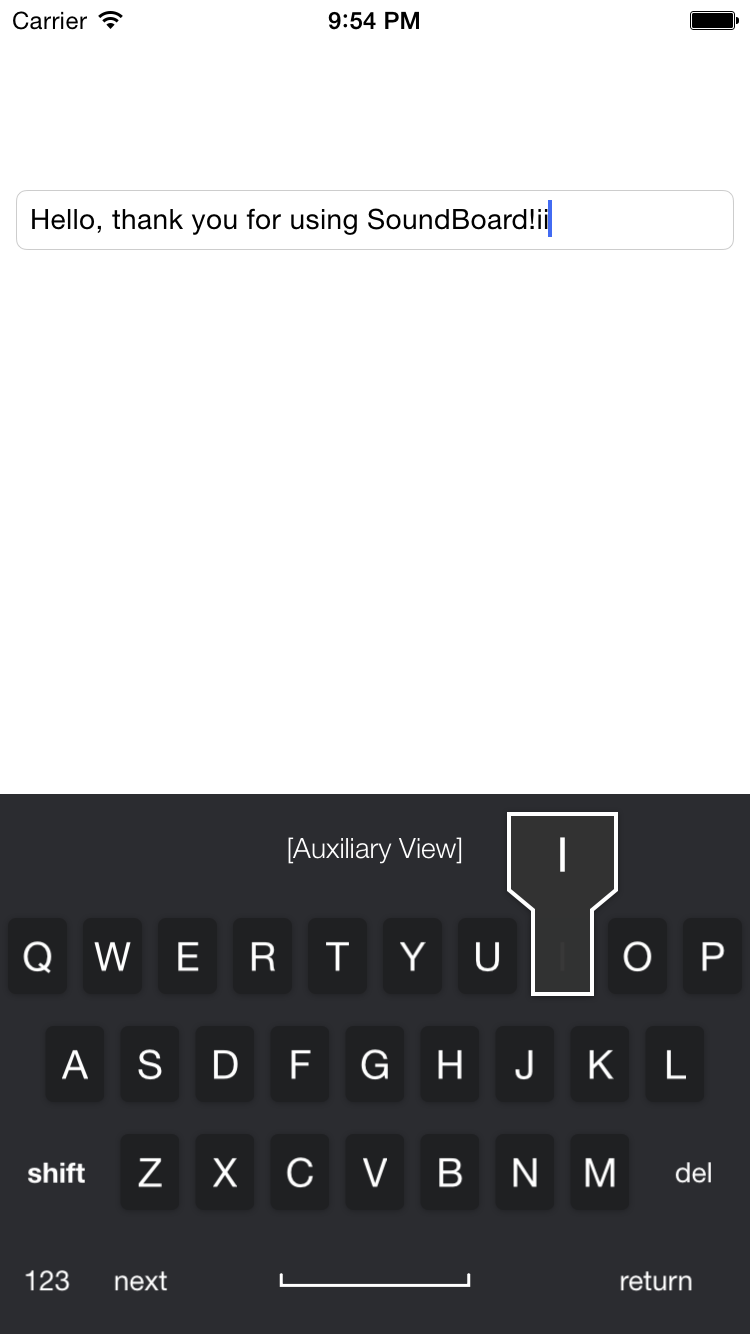 Carrier 9:54 PM
Hello, thank you for using SoundBoard!ii
[Auxiliary View] I
Q W E R T Y U I O P
A S D F G H J K L
shift Z X C V B N M del
123 next return